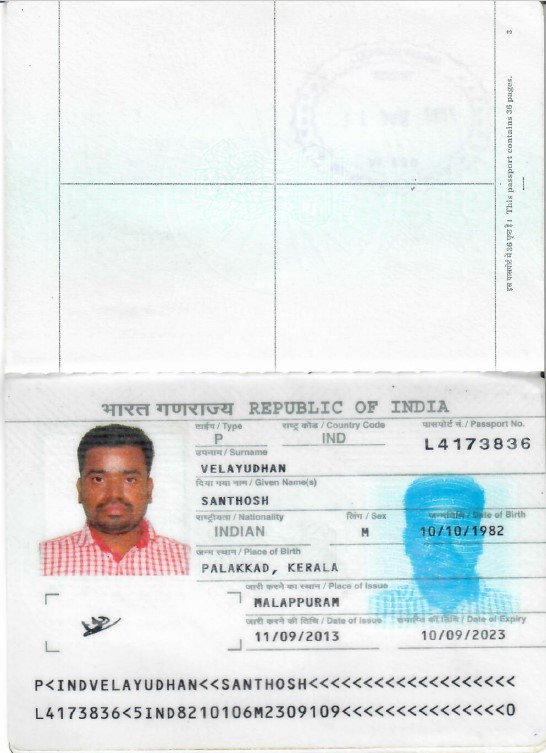 2
इस पासपोर्ट में 36 पृष्ठ हैं। This passport contains 36 pages.
भारत गणराज्य REPUBLIC OF INDIA
टाईप / Type राष्ट्र कोड / Country Code पासपोर्ट नं. / Passport No.
P IND L4173836
उपनाम / Surname
VELAYUDHAN
दिया गया नाम / Given Name(s)
SANTHOSH
राष्ट्रीयता / Nationality लिंग / Sex जन्मतिथि / Date of Birth
INDIAN M 10/10/1982
जन्म स्थान / Place of Birth
PALAKKAD, KERALA
जारी करने का स्थान / Place of Issue
MALAPPURAM
जारी करने की तिथि / Date of Issue समाप्ति की तिथि / Date of Expiry
11/09/2013 10/09/2023
P<INDVELAYUDHAN<<SANTHOSH<<<<<<<<<<<<<<<<<<<
L4173836<5IND8210106M2309109<<<<<<<<<<<<<<<0